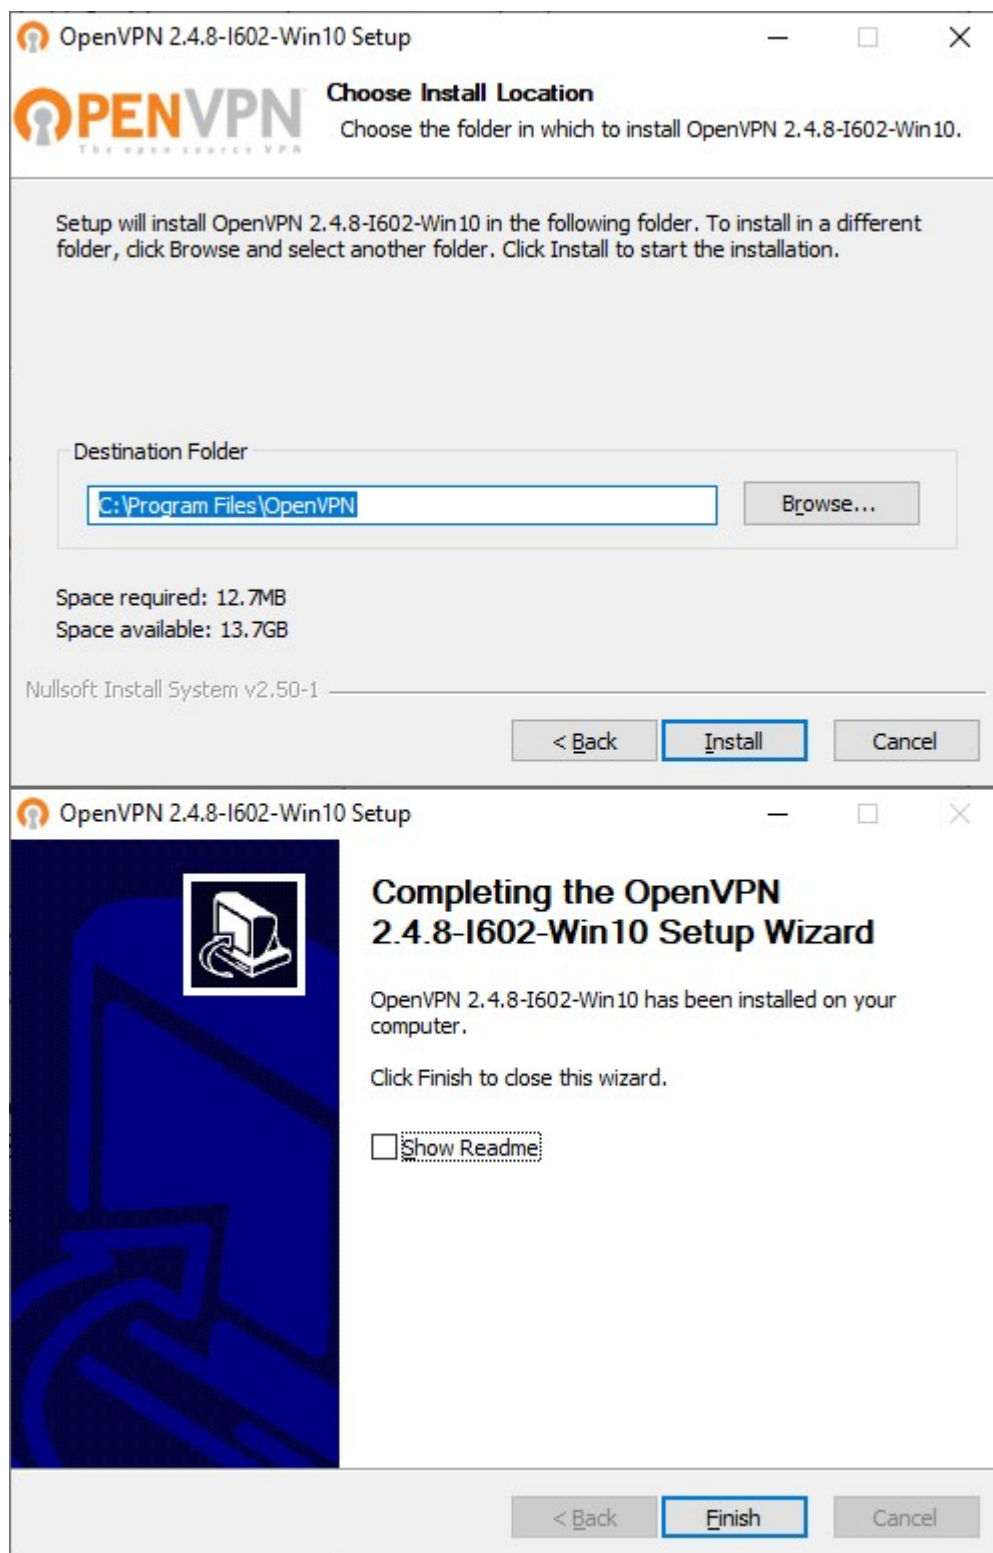 OpenVPN 2.4.8-I602-Win10 Setup
OPENVPN
The open source VPN
Choose Install Location
Choose the folder in which to install OpenVPN 2.4.8-I602-Win10.
Setup will install OpenVPN 2.4.8-I602-Win10 in the following folder. To install in a different
folder, click Browse and select another folder. Click Install to start the installation.
Destination Folder
C:\Program Files\OpenVPN
Browse...
Space required: 12.7MB
Space available: 13.7GB
Nullsoft Install System v2.50-1
< Back
Install
Cancel
OpenVPN 2.4.8-I602-Win10 Setup
Completing the OpenVPN
2.4.8-I602-Win10 Setup Wizard
OpenVPN 2.4.8-I602-Win10 has been installed on your
computer.
Click Finish to close this wizard.
Show Readme
< Back
Finish
Cancel